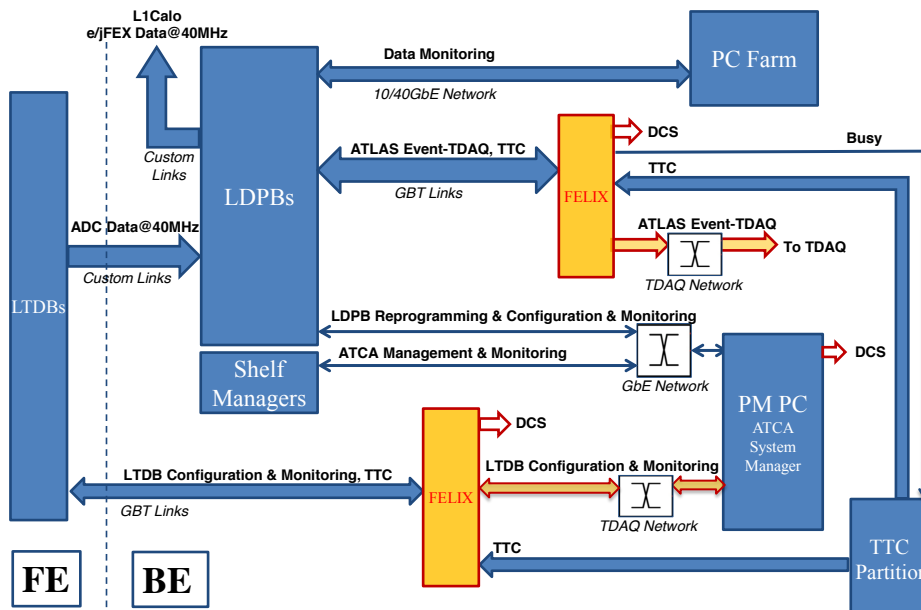 L1Calo
e/jFEX Data@40MHz
Data Monitoring
10/40GbE Network
PC Farm
DCS
Busy
Custom
Links
ATLAS Event-TDAQ, TTC
GBT Links
LDPBs
FELIX
TTC
ADC Data@40MHz
Custom Links
ATLAS Event-TDAQ
To TDAQ
TDAQ Network
LTDBs
LDPB Reprogramming & Configuration & Monitoring
ATCA Management & Monitoring
GbE Network
DCS
Shelf
Managers
PM PC
ATCA
System
Manager
DCS
LTDB Configuration & Monitoring, TTC
GBT Links
FELIX
LTDB Configuration & Monitoring
TDAQ Network
TTC
TTC
Partition
FE
BE